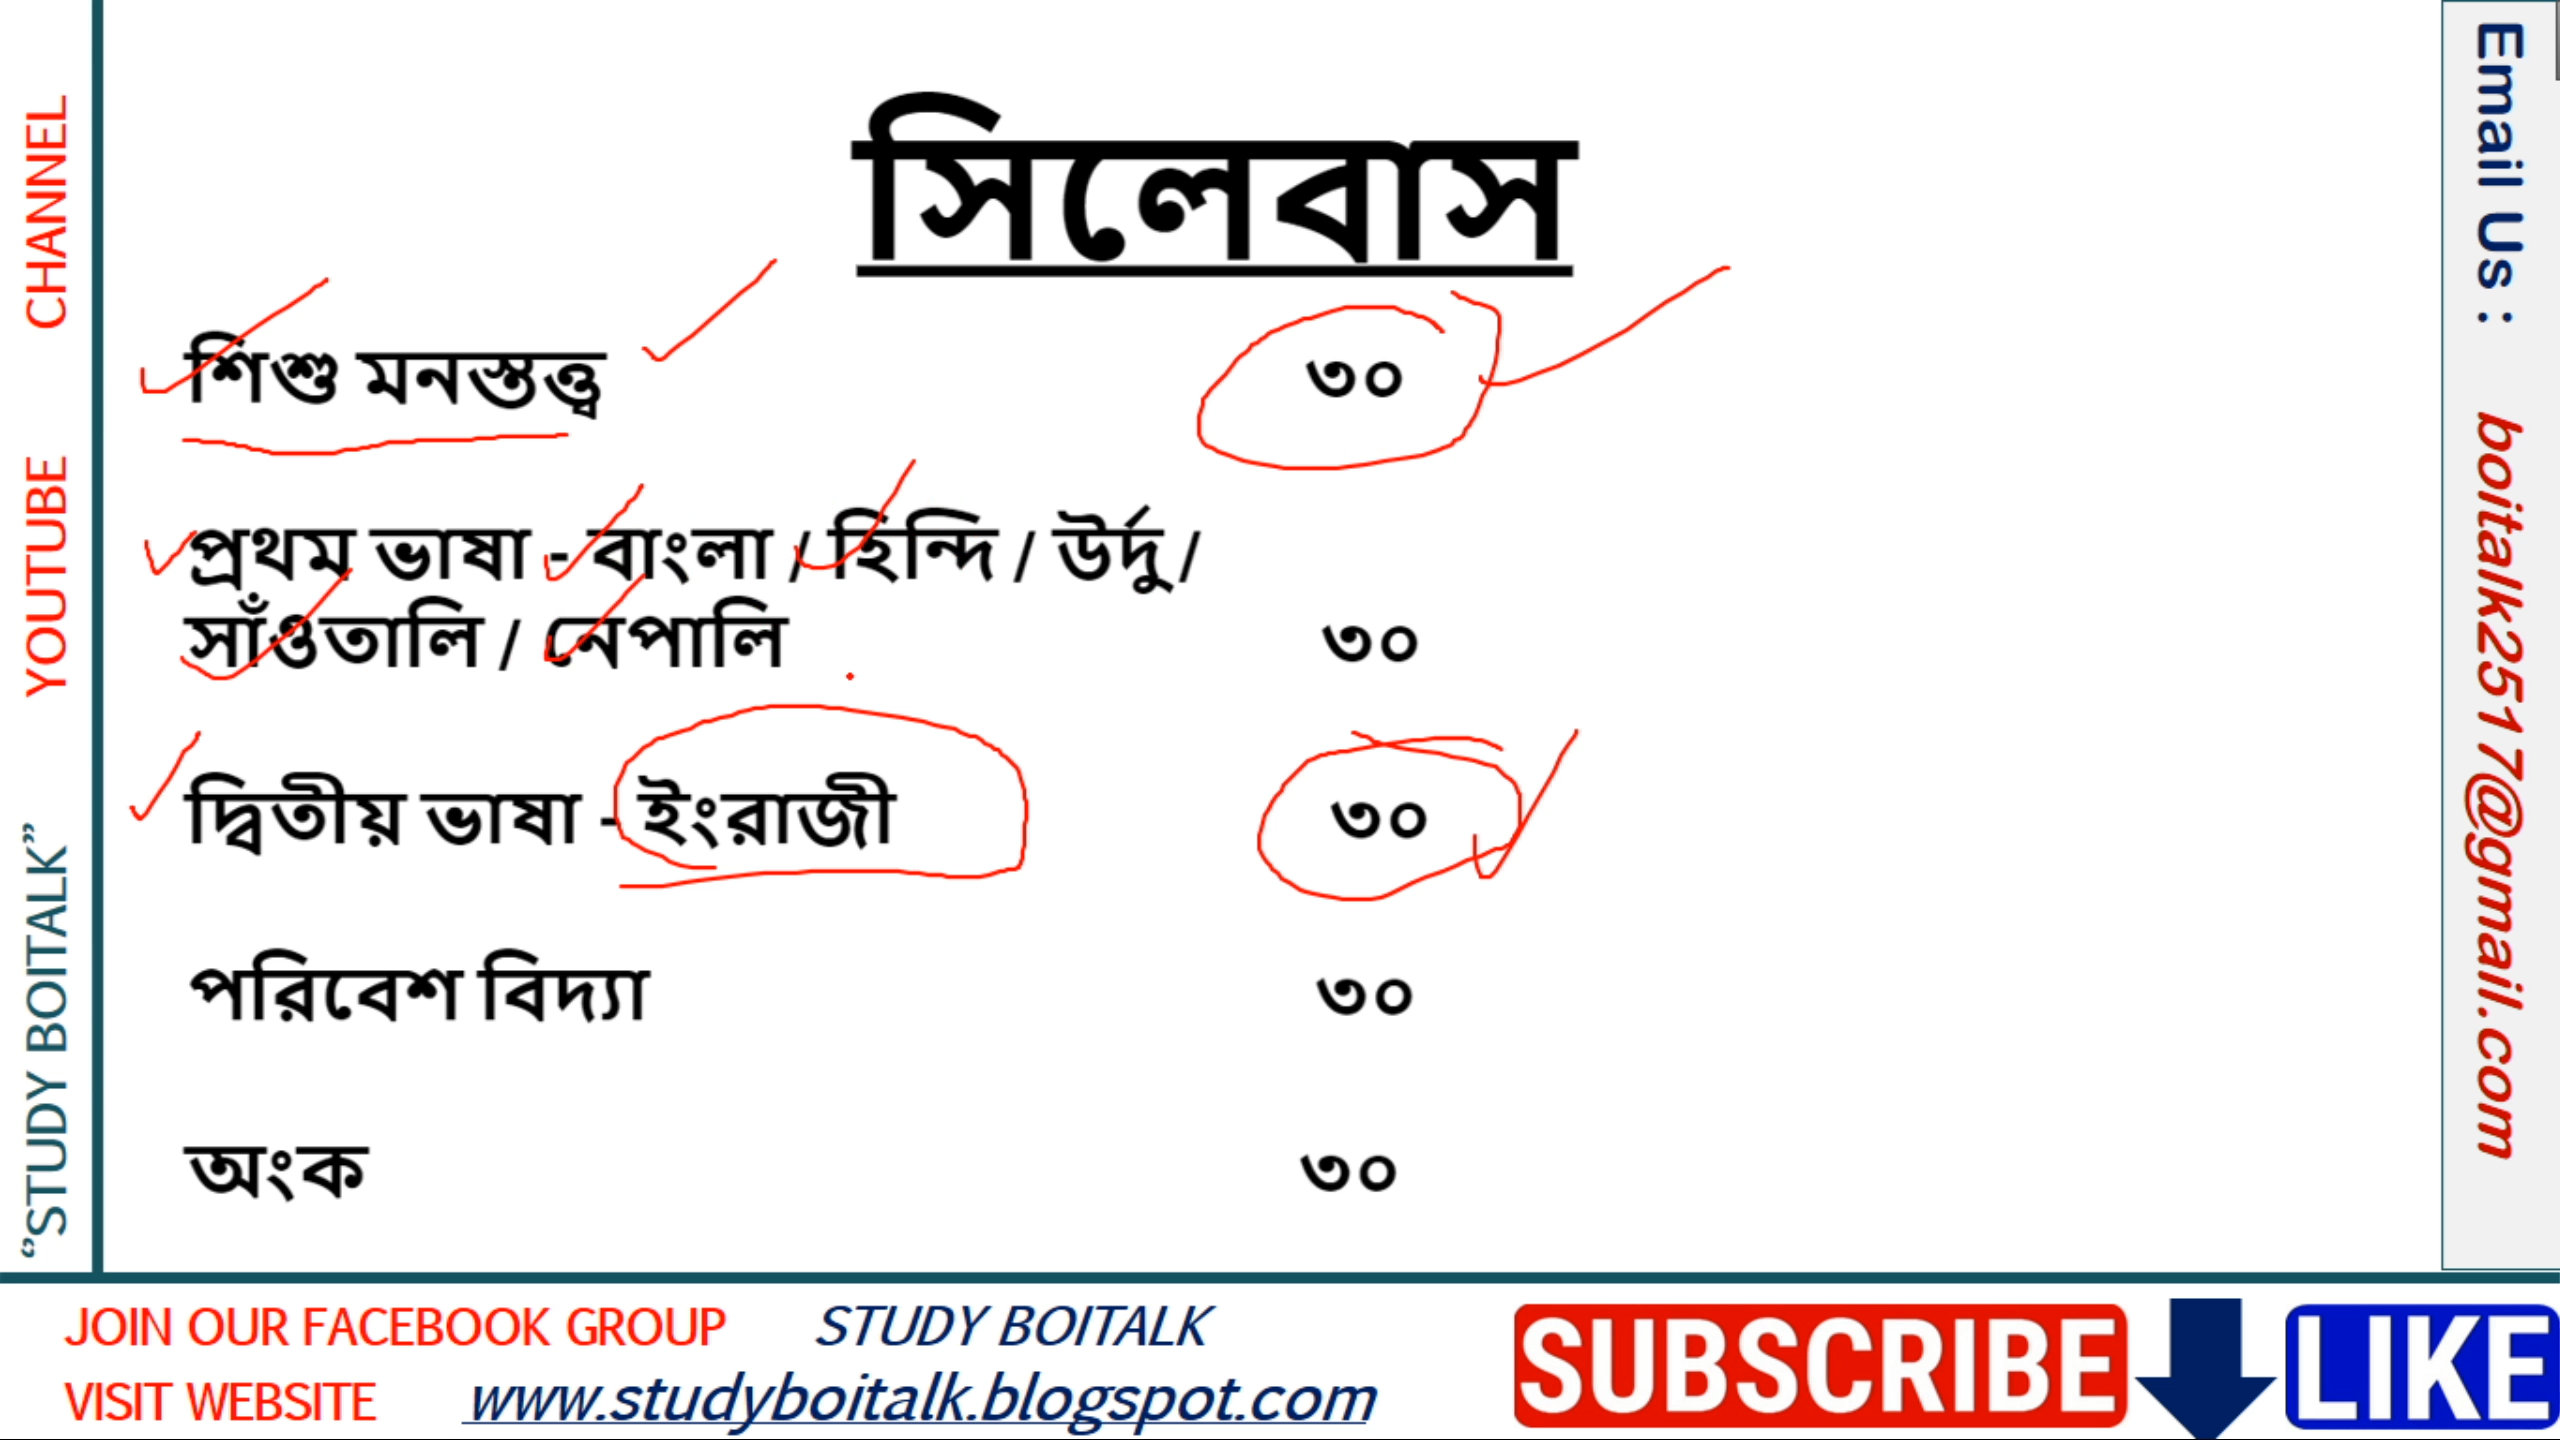 সিলেবাস
শিশু মনস্তত্ত্ব ৩০
প্রথম ভাষা - বাংলা / হিন্দি / উর্দু /
সাঁওতালি / নেপালি ৩০
দ্বিতীয় ভাষা - ইংরাজী ৩০
পরিবেশ বিদ্যা ৩০
অংক ৩০
“STUDY BOITALK” YOUTUBE CHANNEL
Email Us : boitalk2517@gmail.com
JOIN OUR FACEBOOK GROUP STUDY BOITALK
VISIT WEBSITE www.studyboitalk.blogspot.com
SUBSCRIBE LIKE